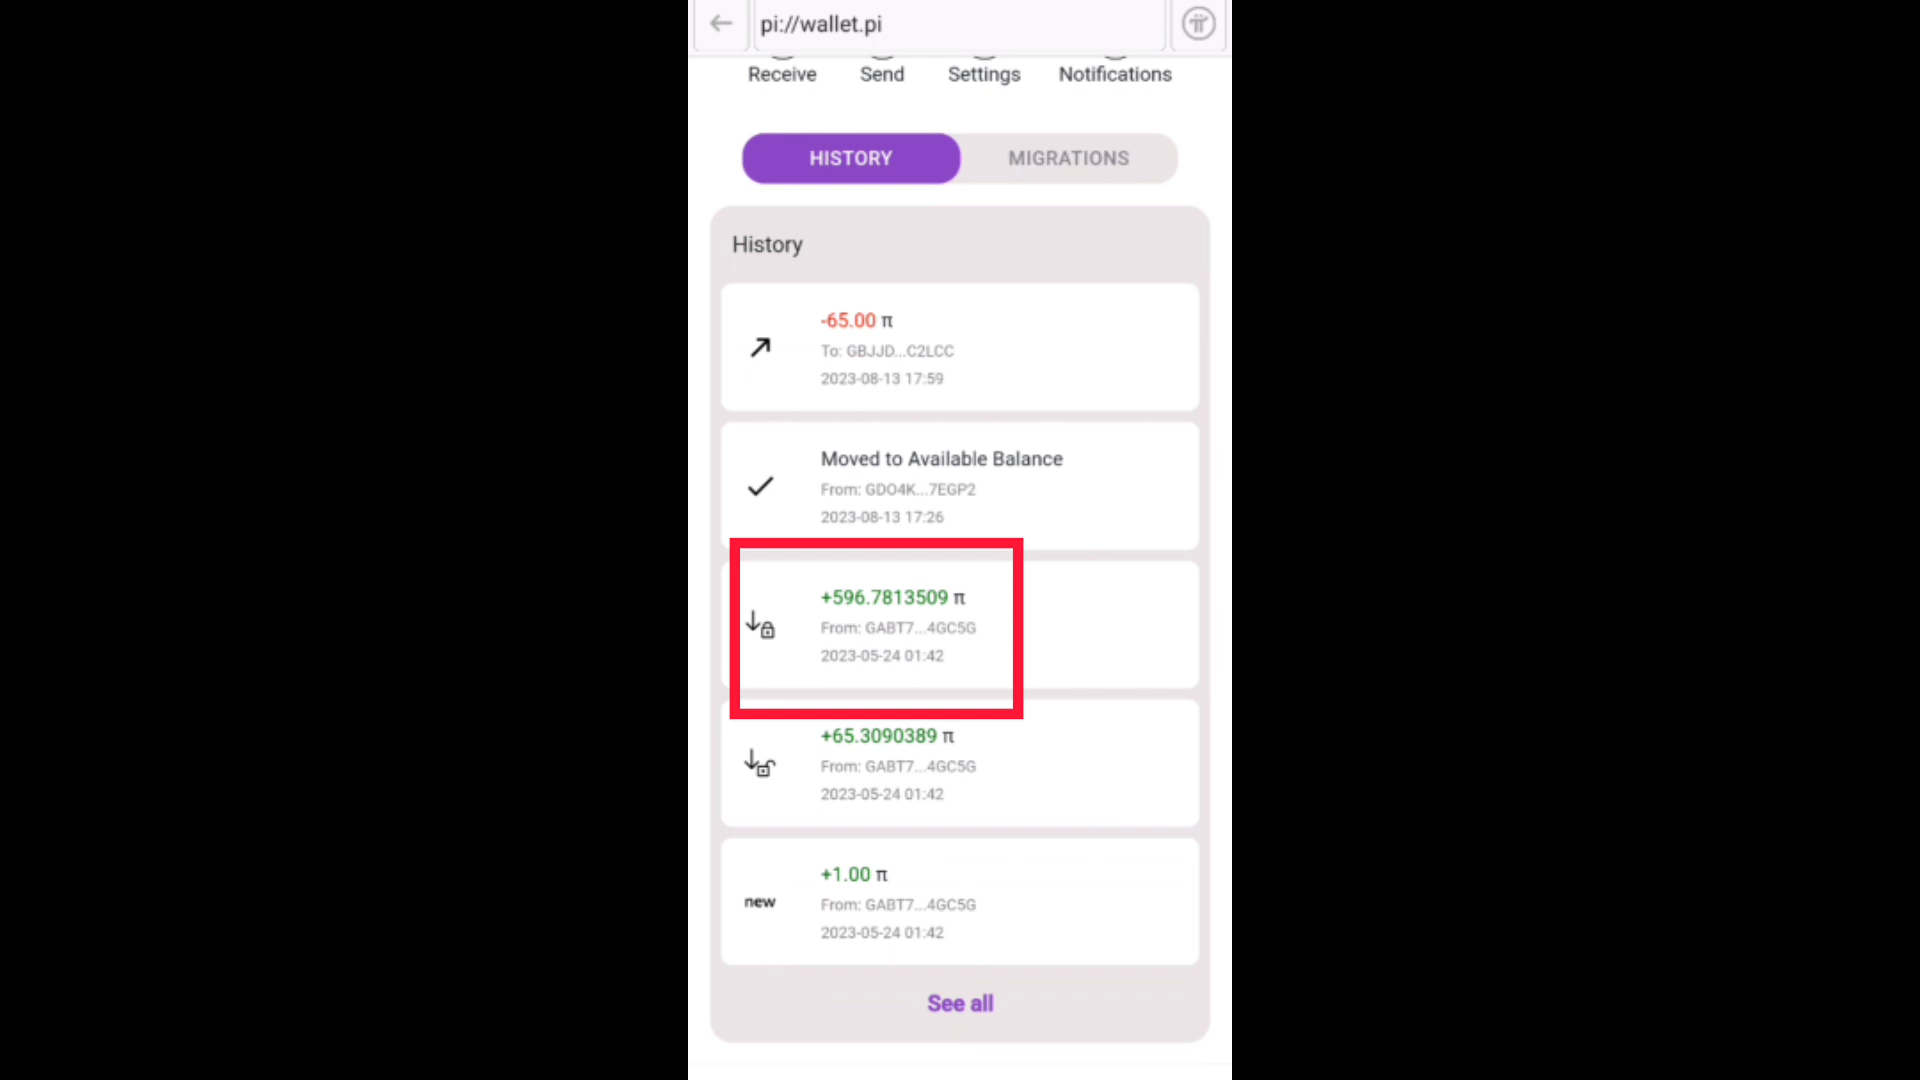 pi://wallet.pi
Receive Send Settings Notifications
HISTORY MIGRATIONS
History
-65.00 π
To: GBJJD...C2LCC
2023-08-13 17:59
Moved to Available Balance
From: GDO4K...7EGP2
2023-08-13 17:26
+596.7813509 π
From: GABT7...4GC5G
2023-05-24 01:42
+65.3090389 π
From: GABT7...4GC5G
2023-05-24 01:42
new
+1.00 π
From: GABT7...4GC5G
2023-05-24 01:42
See all